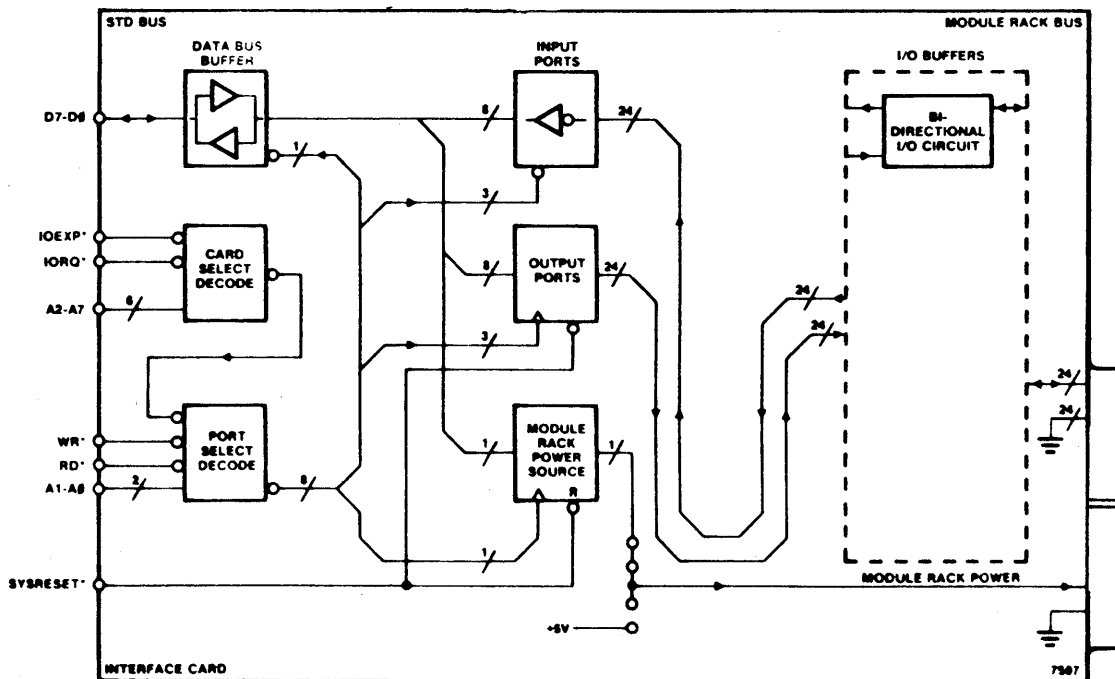 STD BUS
MODULE RACK BUS
DATA BUS
BUFFER
INPUT
PORTS
I/O BUFFERS
D7-DØ
8
24
BI-
DIRECTIONAL
I/O CIRCUIT
1
3
IOEXP*
IORQ*
A2-A7
6
CARD
SELECT
DECODE
8
OUTPUT
PORTS
24
24
24
3
24
24
WR*
RD*
A1-AØ
2
PORT
SELECT
DECODE
8
1
MODULE
RACK
POWER
SOURCE
R
1
1
SYSRESET*
MODULE RACK POWER
+5V
INTERFACE CARD
7507